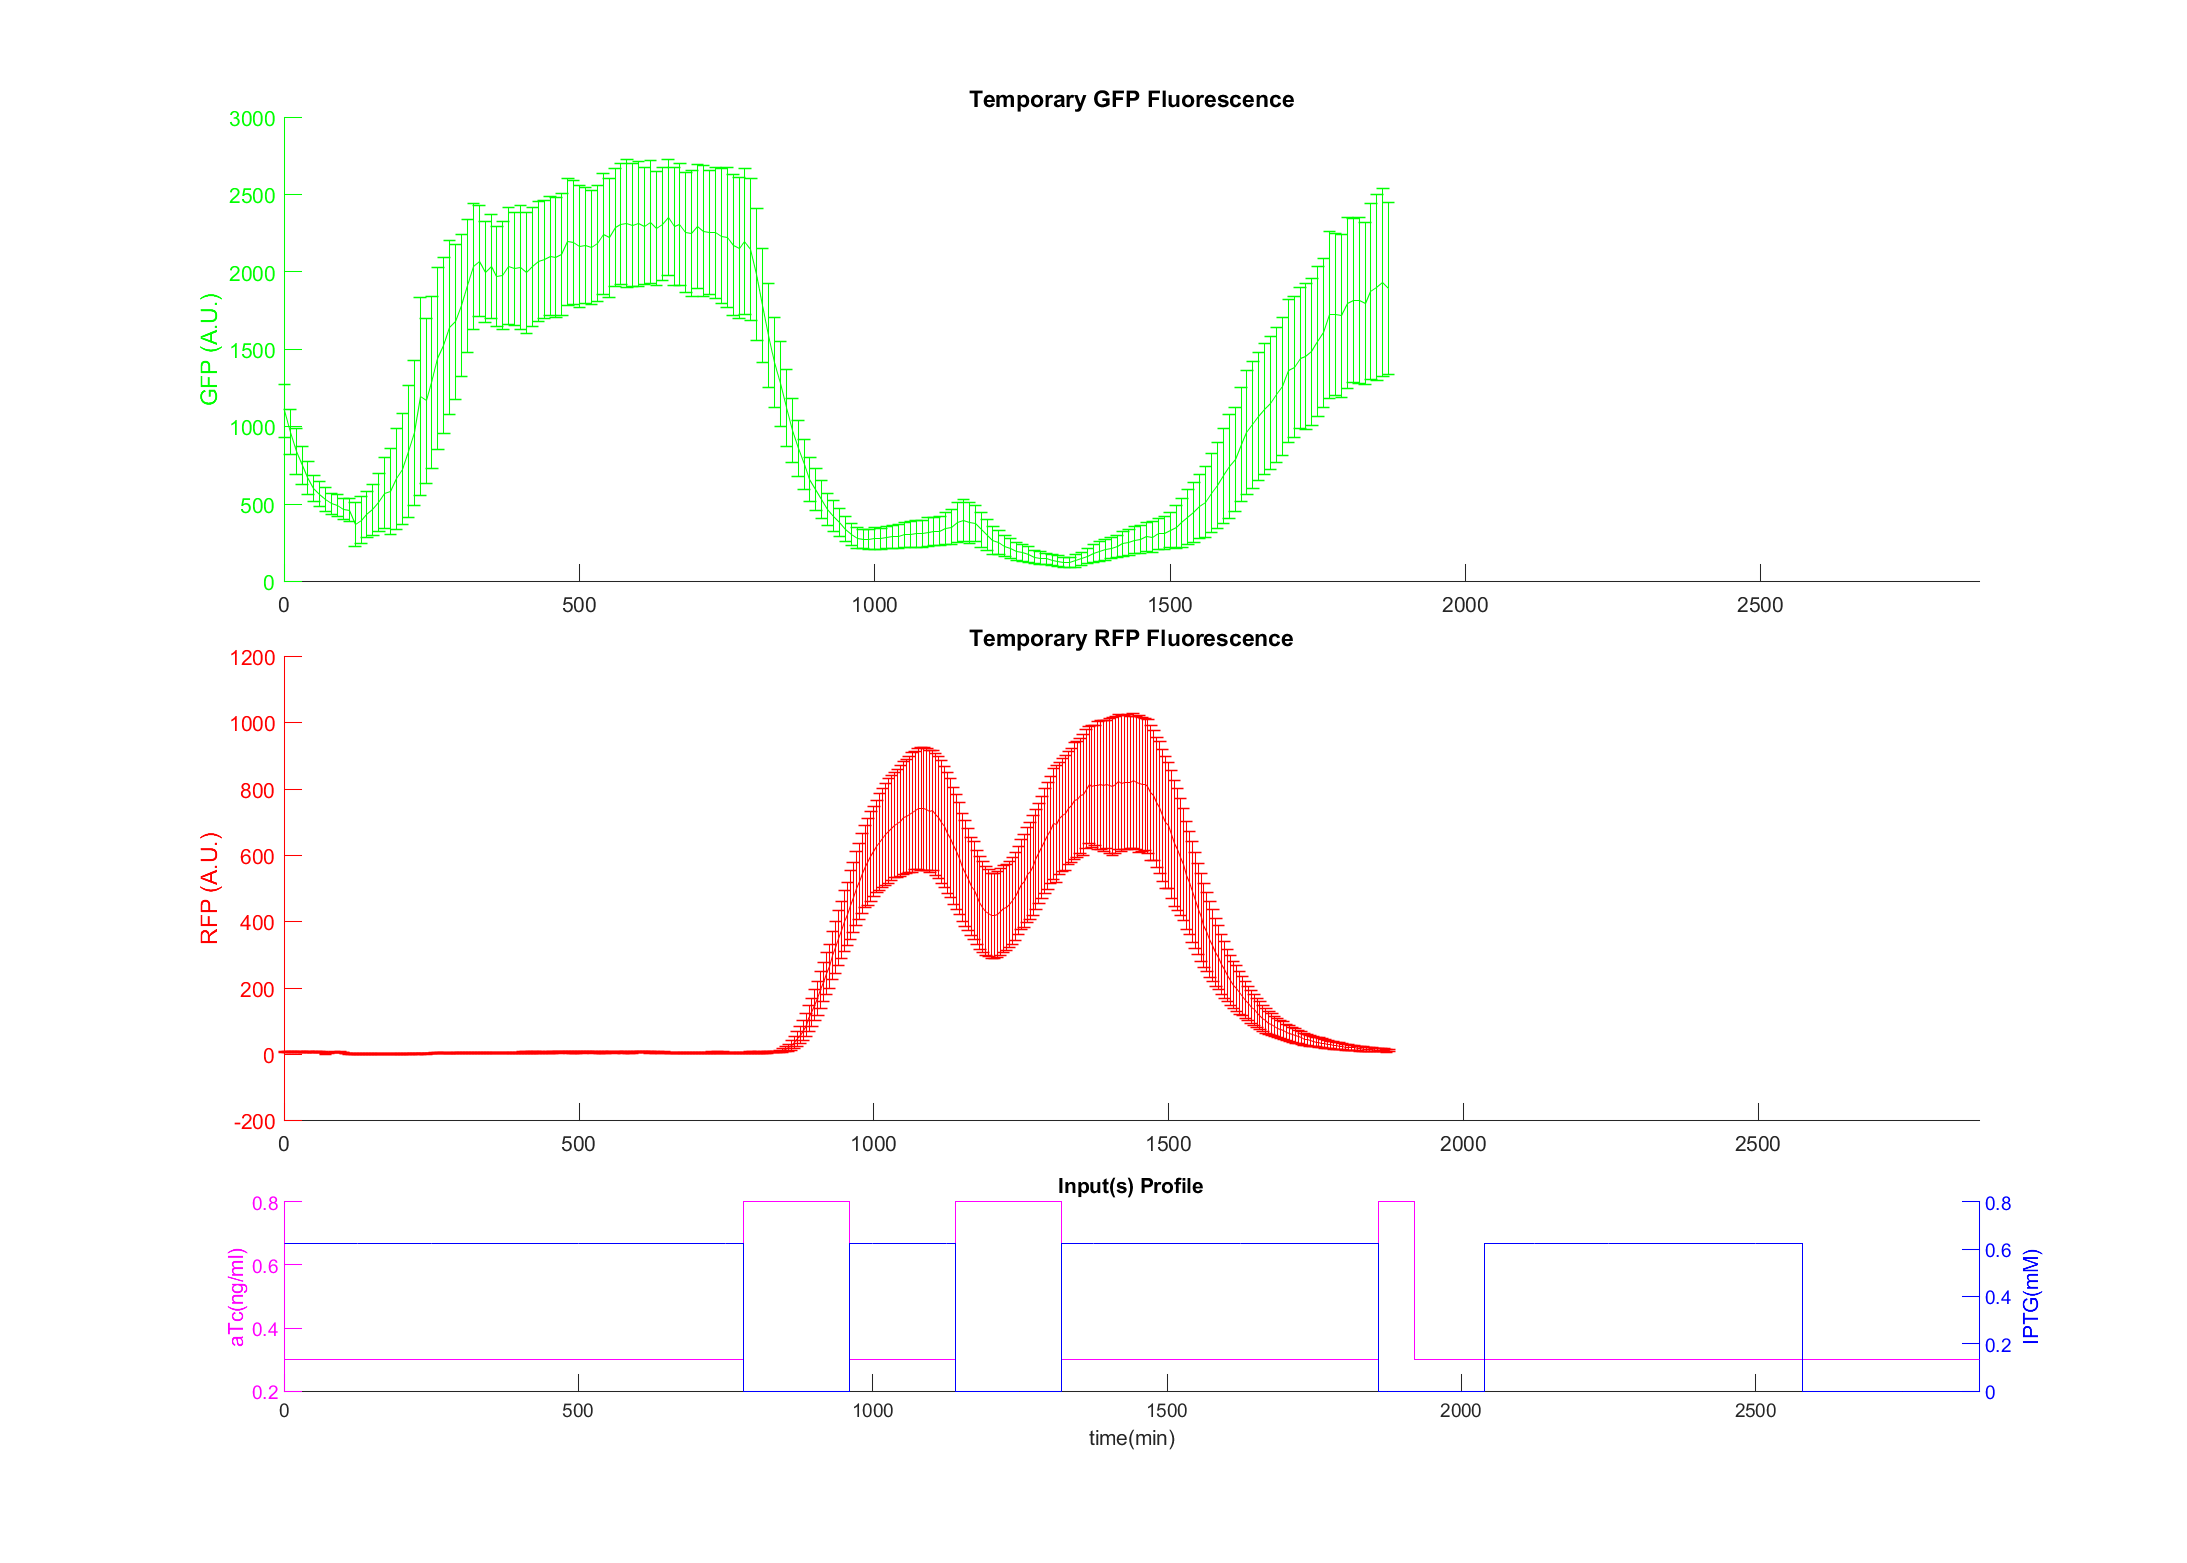 Temporary GFP Fluorescence
3000
2500
2000
1500
1000
500
0
GFP (A.U.)
0 500 1000 1500 2000 2500
Temporary RFP Fluorescence
1200
1000
800
600
400
200
0
-200
RFP (A.U.)
0 500 1000 1500 2000 2500
Input(s) Profile
0.8
0.6
0.4
0.2
aTc(ng/ml)
0.8
0.6
0.4
0.2
0
IPTG(mM)
0 500 1000 1500 2000 2500
time(min)